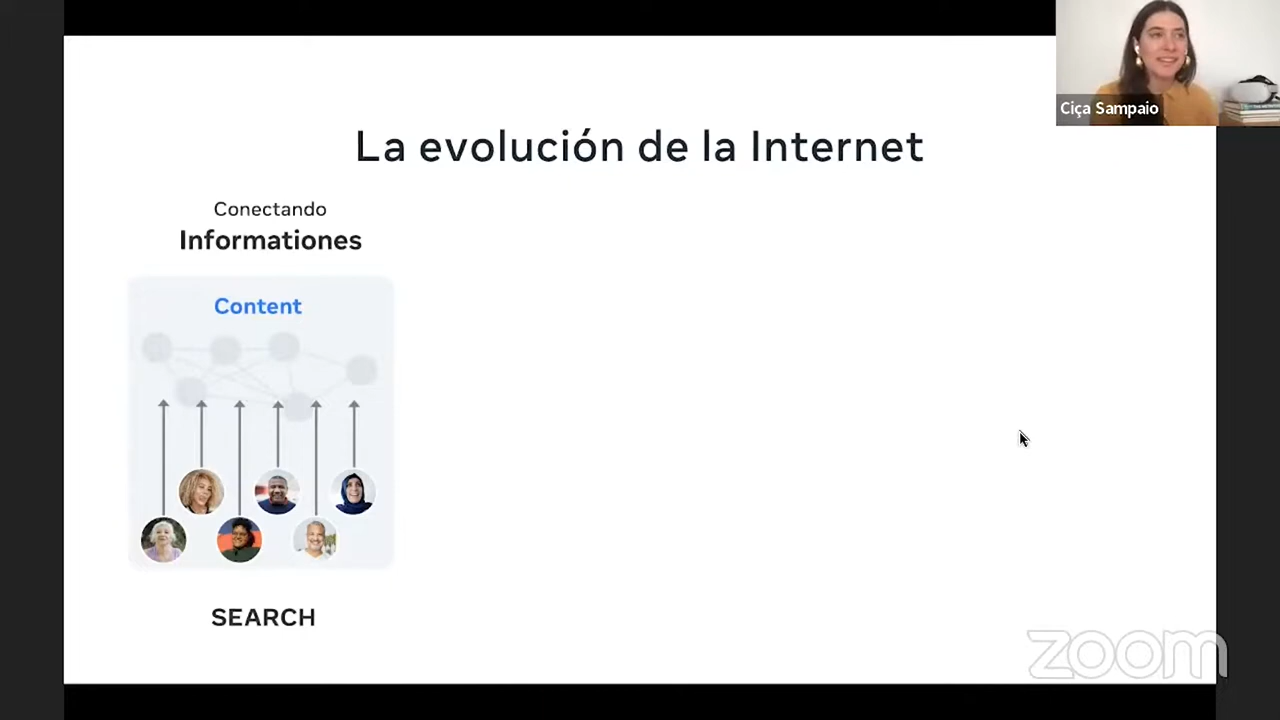 Ciça Sampaio
La evolución de la Internet
Conectando
Informationes
Content
SEARCH
zoom